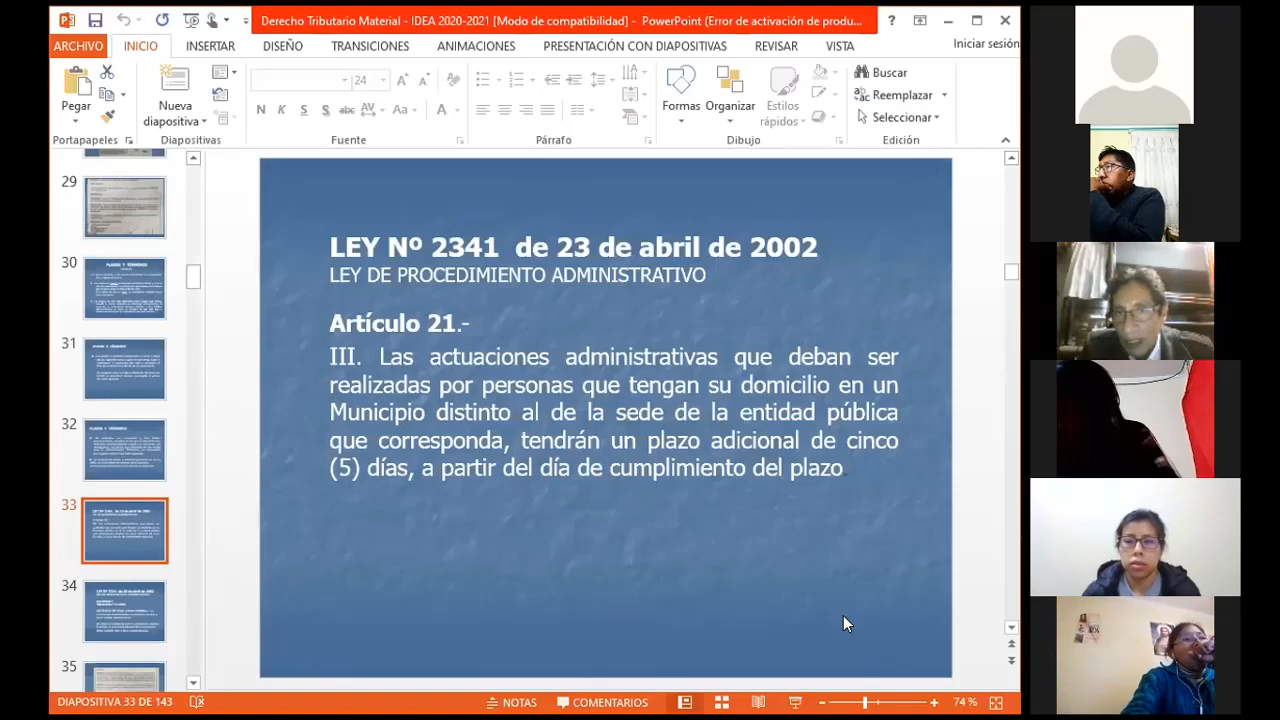 Derecho Tributario Material - IDEA 2020-2021 [Modo de compatibilidad] - PowerPoint (Error de activación de produ...
ARCHIVO INICIO INSERTAR DISEÑO TRANSICIONES ANIMACIONES PRESENTACIÓN CON DIAPOSITIVAS REVISAR VISTA Iniciar sesión
Pegar
Nueva
diapositiva
24
N K S S abc AV Aa A
Formas Organizar Estilos
rápidos
Buscar
Reemplazar
Seleccionar
Portapapeles Diapositivas Fuente Párrafo Dibujo Edición
29
30
31
32
33
34
35
LEY Nº 2341 de 23 de abril de 2002
LEY DE PROCEDIMIENTO ADMINISTRATIVO
Artículo 21.-
III. Las actuaciones administrativas que deban ser
realizadas por personas que tengan su domicilio en un
Municipio distinto al de la sede de la entidad pública
que corresponda, tendrán un plazo adicional de cinco
(5) días, a partir del día de cumplimiento del plazo
DIAPOSITIVA 33 DE 143 NOTAS COMENTARIOS 74 %